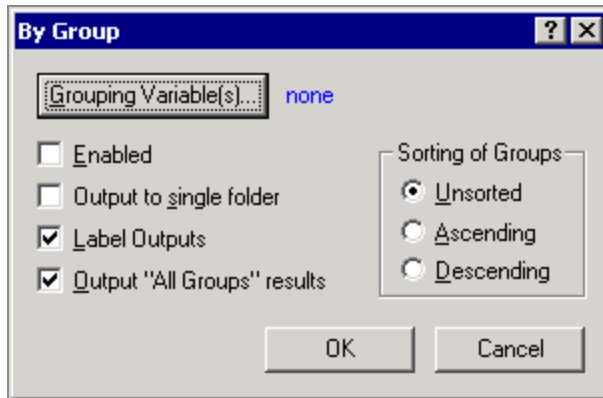 By Group
Grouping Variable(s)... none
Enabled
Output to single folder
Label Outputs
Output "All Groups" results
Sorting of Groups
Unsorted
Ascending
Descending
OK Cancel